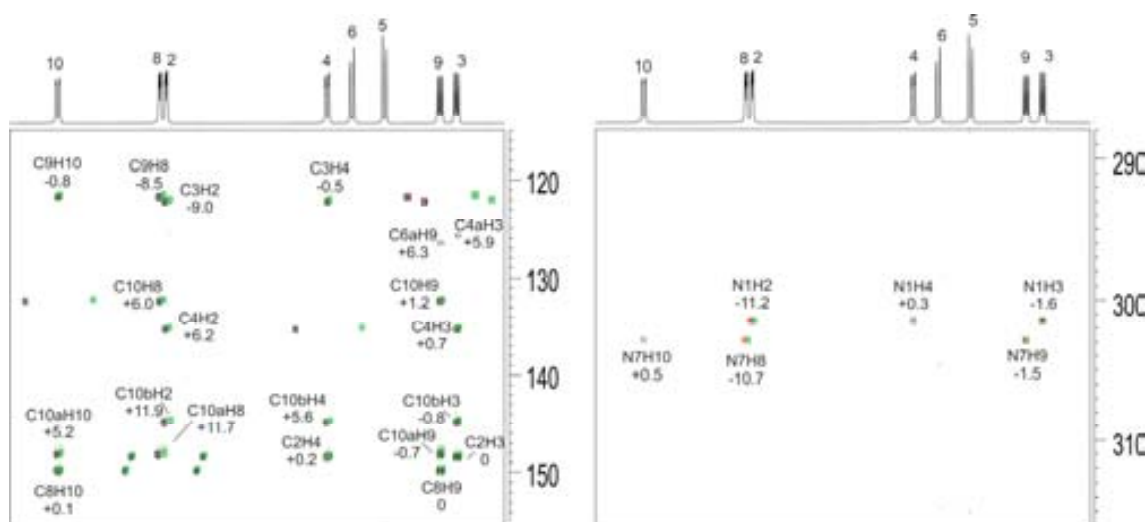 10
8
2
4
6
5
9
3
C9H10
-0.8
C9H8
-8.5
C3H2
-9.0
C3H4
-0.5
120
C6aH9
+6.3
C4aH3
+5.9
C10H8
+6.0
C4H2
+6.2
C10H9
+1.2
C4H3
+0.7
130
140
C10aH10
+5.2
C10bH2
+11.9
C10aH8
+11.7
C10bH4
+5.6
C2H4
+0.2
C10bH3
-0.8
C10aH9
-0.7
C2H3
0
150
C8H10
+0.1
C8H9
0
10
8
2
4
6
5
9
3
290
N1H2
-11.2
N1H4
+0.3
N1H3
-1.6
300
N7H10
+0.5
N7H8
-10.7
N7H9
-1.5
310